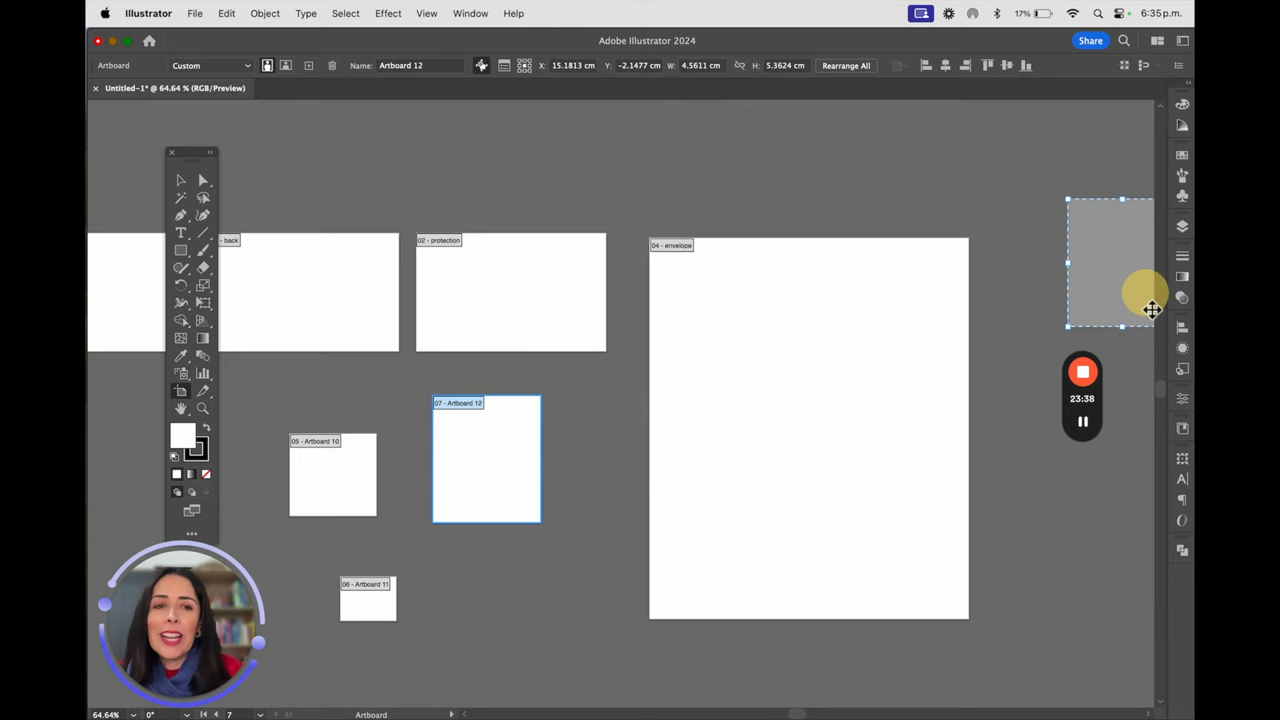 Illustrator File Edit Object Type Select Effect View Window Help 17% 6:35 p.m.
Adobe Illustrator 2024 Share
Artboard Custom Name: Artboard 12 X: 15.1813 cm Y: -2.1477 cm W: 4.5611 cm H: 5.3624 cm Rearrange All
Untitled-1* @ 64.64 % (RGB/Preview)
- back
02 - protection
04 - envelope
23:38
07 - Artboard 12
05 - Artboard 10
06 - Artboard 11
64.64% 0° 7 Artboard